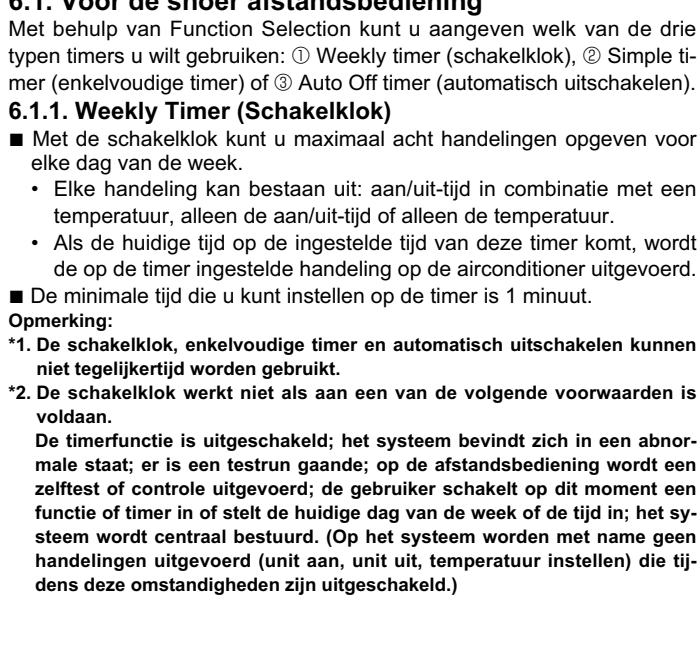 6.1. Voor de snoer afstandsbediening
Met behulp van Function Selection kunt u aangeven welk van de drie
typen timers u wilt gebruiken: ① Weekly timer (schakelklok), ② Simple ti-
mer (enkelvoudige timer) of ③ Auto Off timer (automatisch uitschakelen).
6.1.1. Weekly Timer (Schakelklok)
■ Met de schakelklok kunt u maximaal acht handelingen opgeven voor
elke dag van de week.
• Elke handeling kan bestaan uit: aan/uit-tijd in combinatie met een
temperatuur, alleen de aan/uit-tijd of alleen de temperatuur.
• Als de huidige tijd op de ingestelde tijd van deze timer komt, wordt
de op de timer ingestelde handeling op de airconditioner uitgevoerd.
■ De minimale tijd die u kunt instellen op de timer is 1 minuut.
Opmerking:
*1. De schakelklok, enkelvoudige timer en automatisch uitschakelen kunnen
niet tegelijkertijd worden gebruikt.
*2. De schakelklok werkt niet als aan een van de volgende voorwaarden is
voldaan.
De timerfunctie is uitgeschakeld; het systeem bevindt zich in een abnor-
male staat; er is een testrun gaande; op de afstandsbediening wordt een
zelftest of controle uitgevoerd; de gebruiker schakelt op dit moment een
functie of timer in of stelt de huidige dag van de week of de tijd in; het sy-
steem wordt centraal bestuurd. (Op het systeem worden met name geen
handelingen uitgevoerd (unit aan, unit uit, temperatuur instellen) die tij-
dens deze omstandigheden zijn uitgeschakeld.)